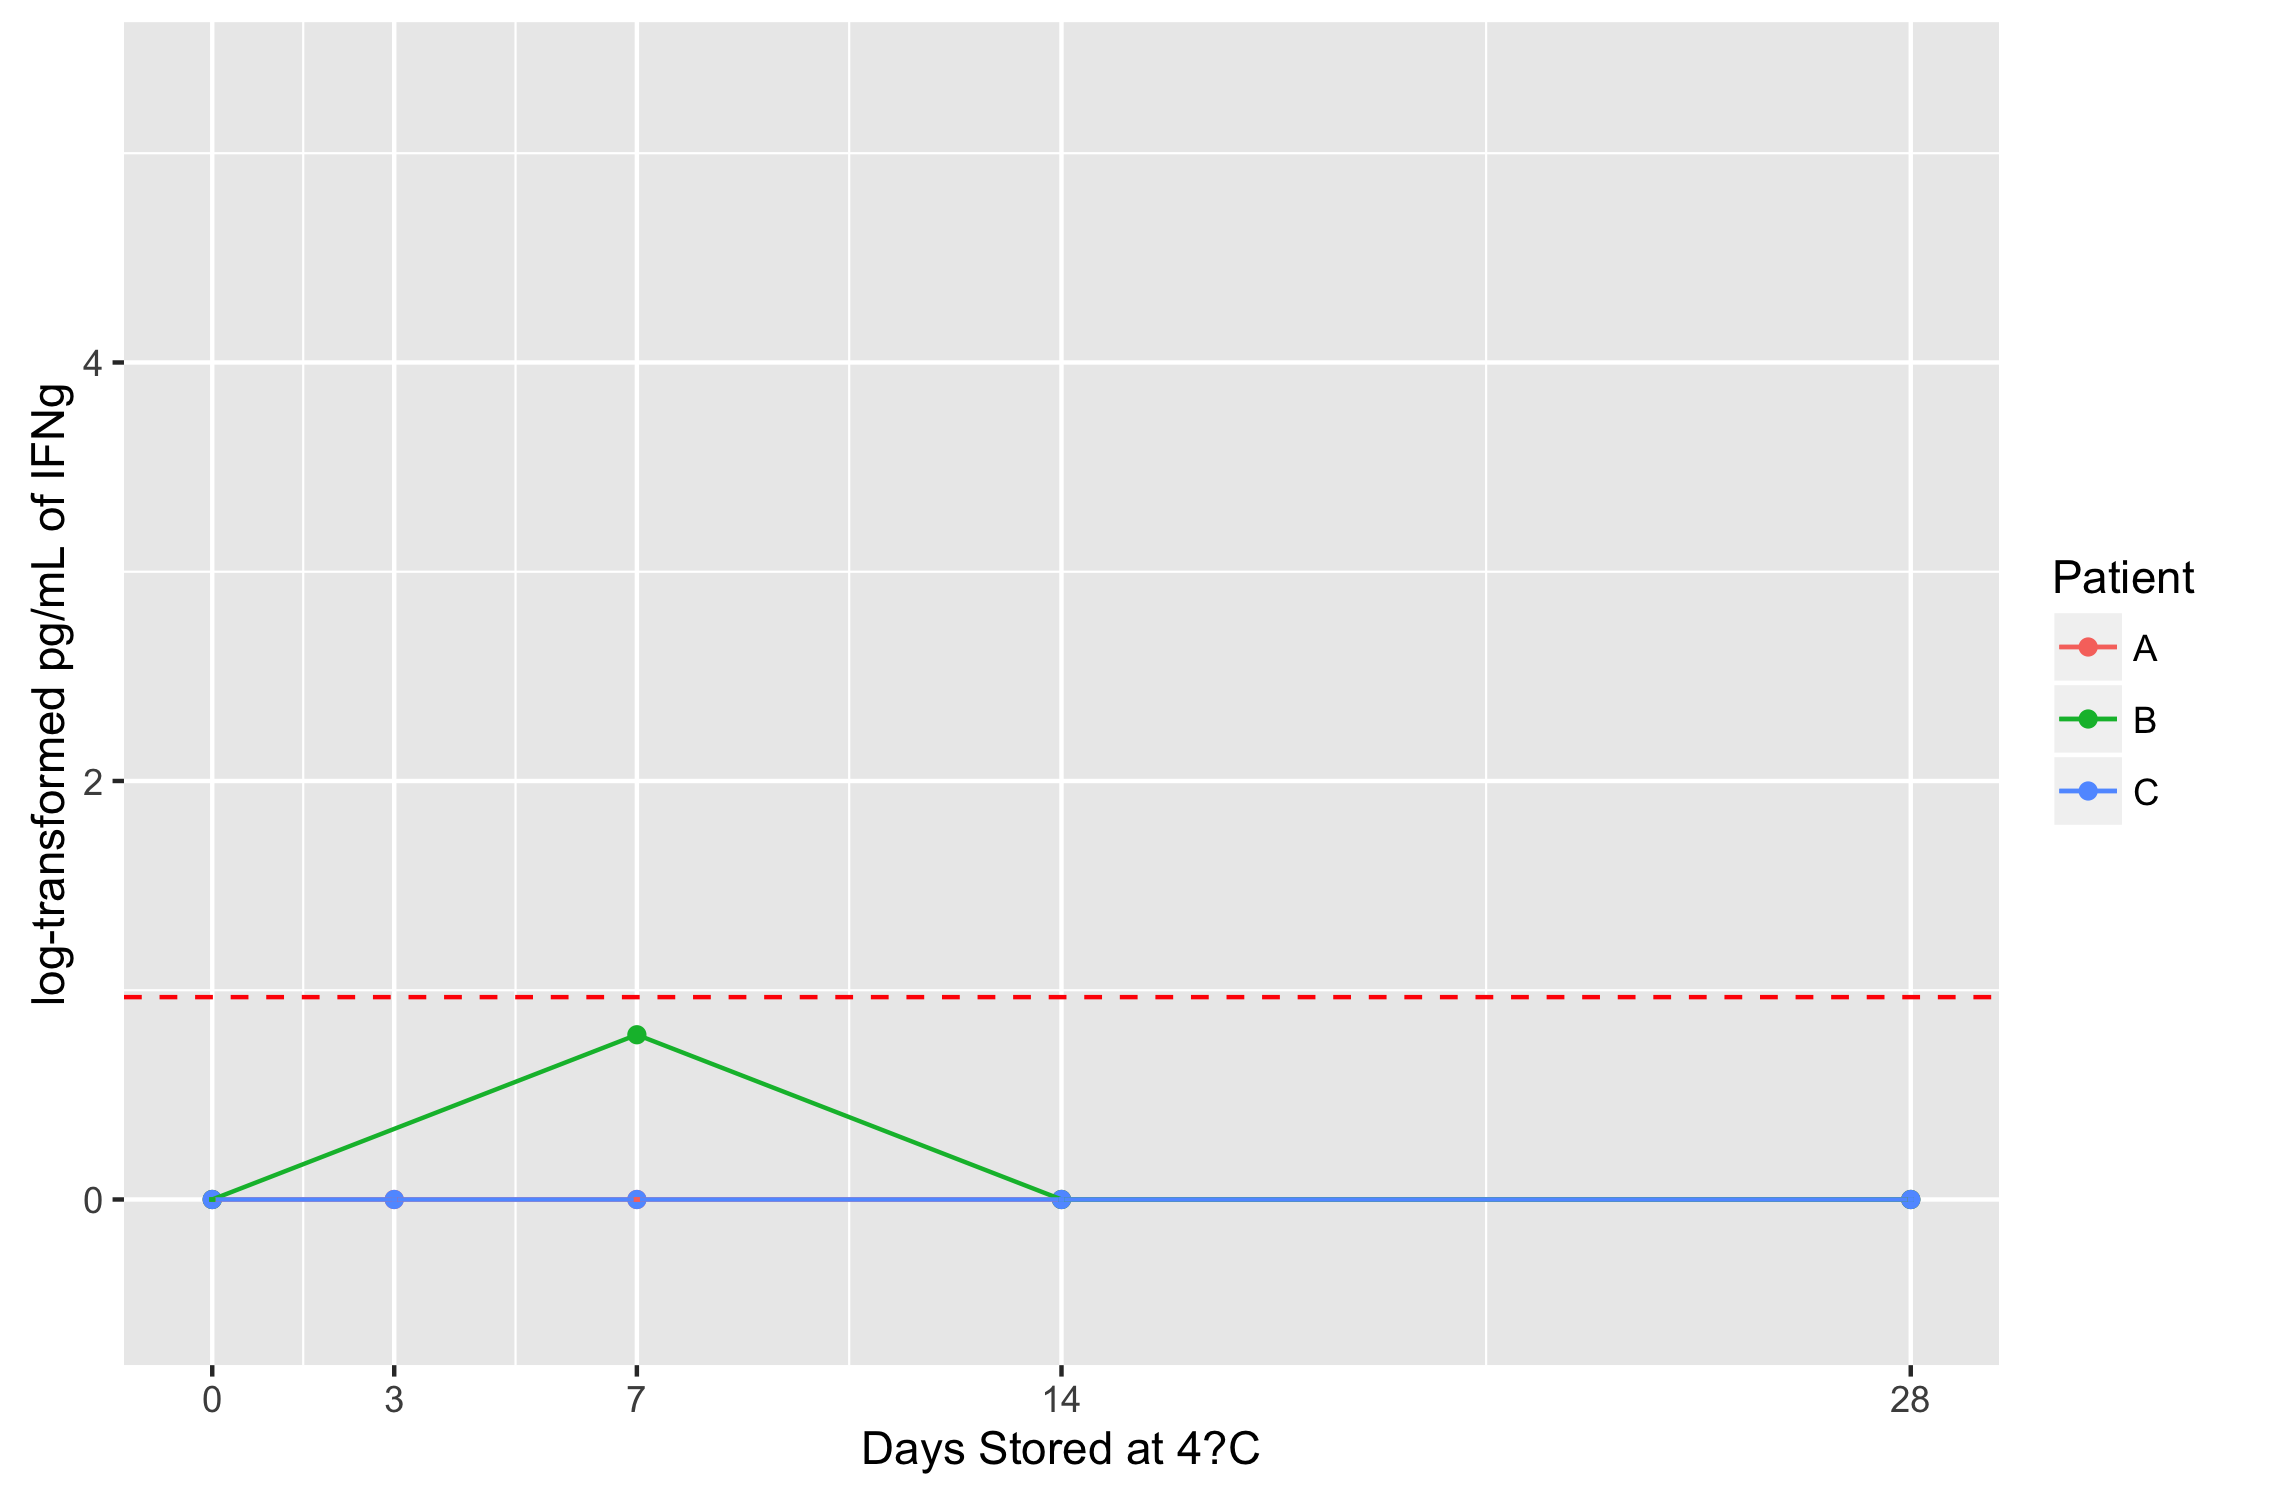 log-transformed pg/mL of IFNg
4
2
0
0 3 7 14 28
Days Stored at 4?C
Patient
A
B
C